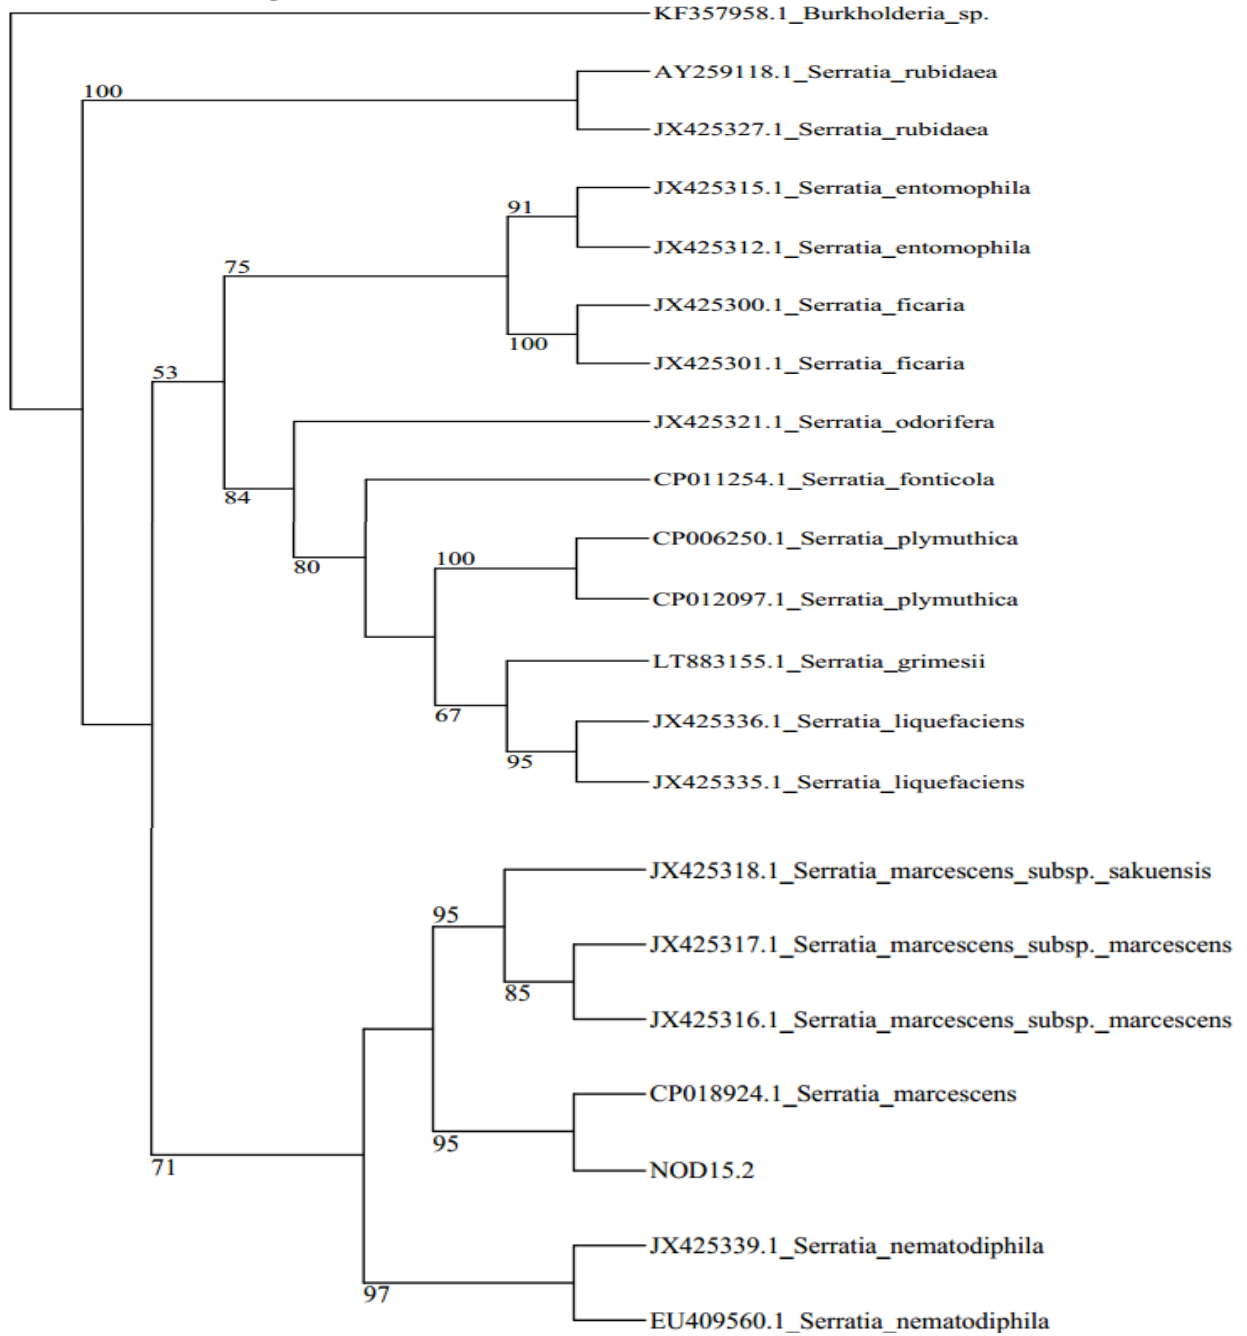 KF357958.1_Burkholderia_sp.
AY259118.1_Serratia_rubidaea
100
JX425327.1_Serratia_rubidaea
JX425315.1_Serratia_entomophila
91
JX425312.1_Serratia_entomophila
75
JX425300.1_Serratia_ficaria
100
JX425301.1_Serratia_ficaria
53
JX425321.1_Serratia_odorifera
CP011254.1_Serratia_fonticola
84
CP006250.1_Serratia_plymuthica
100
80
CP012097.1_Serratia_plymuthica
LT883155.1_Serratia_grimesii
67
JX425336.1_Serratia_liquefaciens
95
JX425335.1_Serratia_liquefaciens
JX425318.1_Serratia_marcescens_subsp._sakuensis
95
JX425317.1_Serratia_marcescens_subsp._marcescens
85
JX425316.1_Serratia_marcescens_subsp._marcescens
CP018924.1_Serratia_marcescens
95
NOD15.2
71
JX425339.1_Serratia_nematodiphila
97
EU409560.1_Serratia_nematodiphila